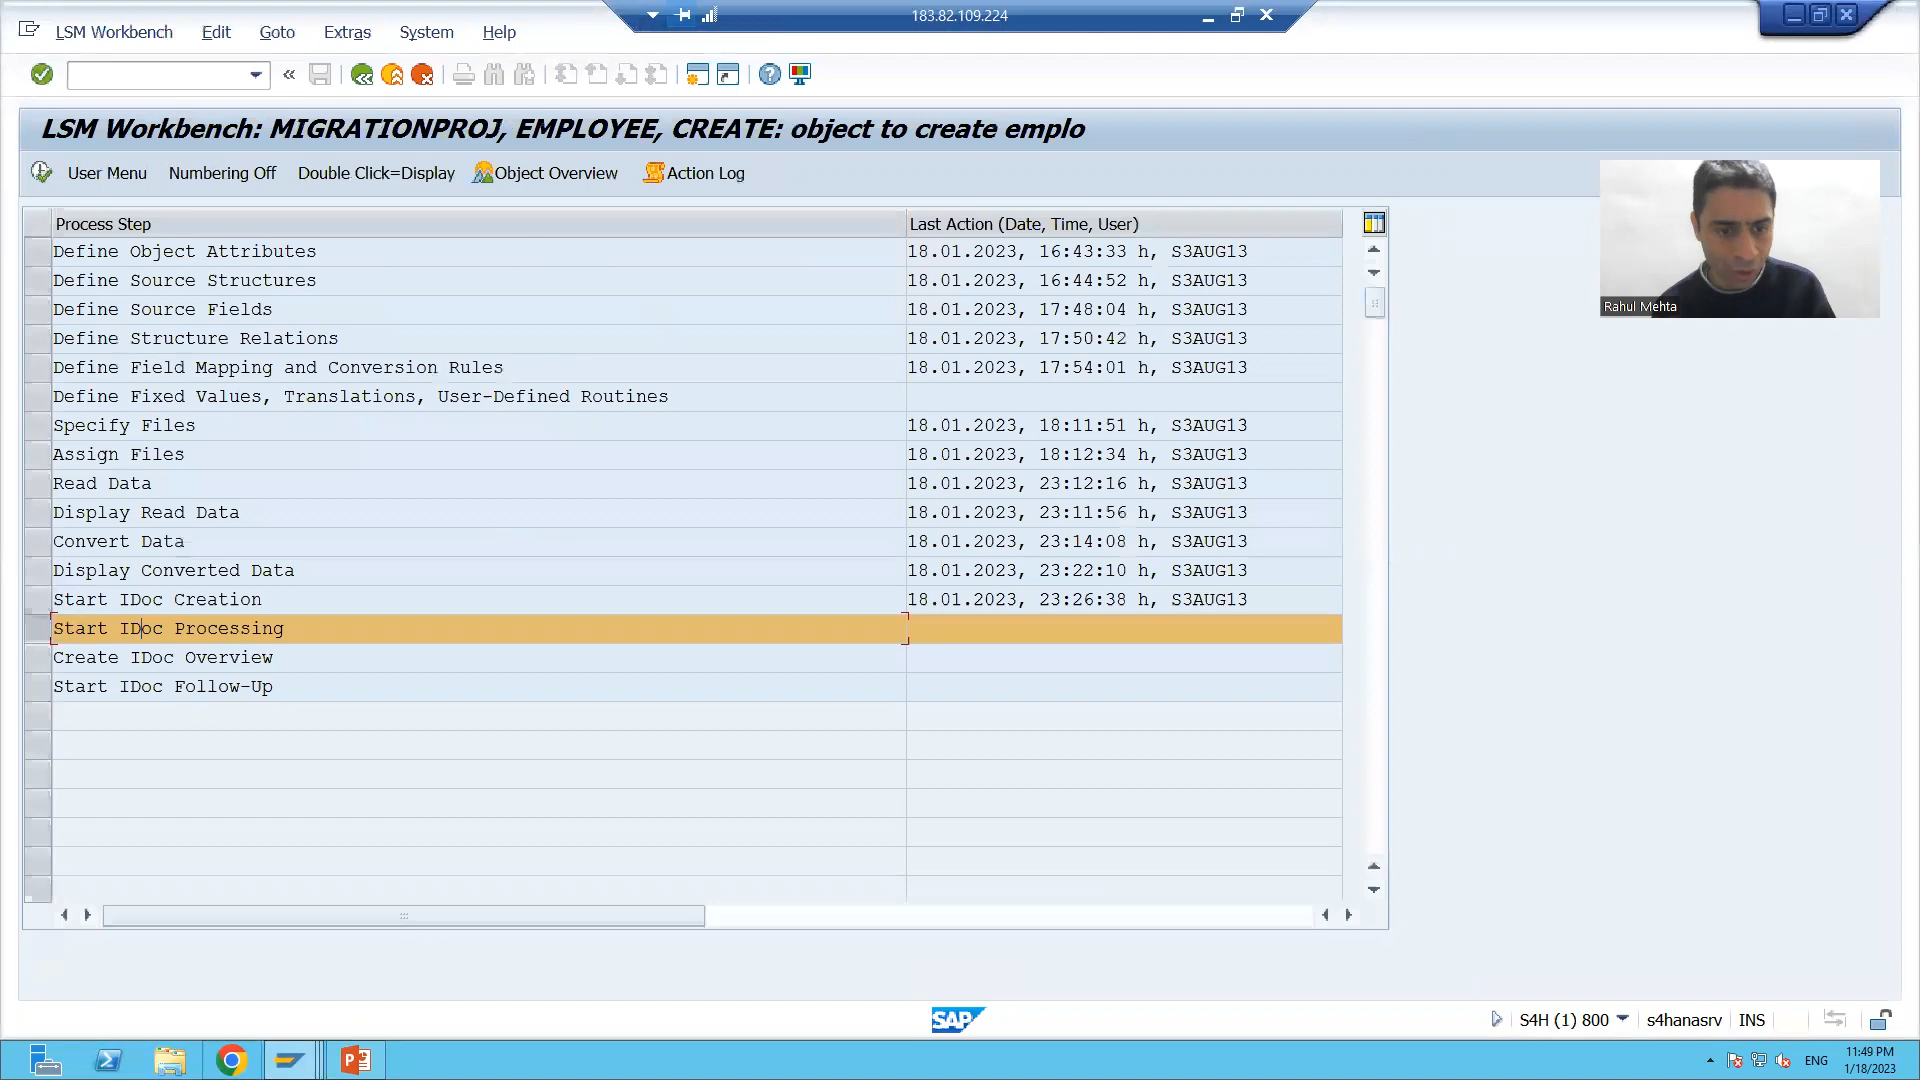 183.82.109.224
LSM Workbench Edit Goto Extras System Help
LSM Workbench: MIGRATIONPROJ, EMPLOYEE, CREATE: object to create emplo
User Menu Numbering Off Double Click=Display Object Overview Action Log
Process Step Last Action (Date, Time, User)
Define Object Attributes 18.01.2023, 16:43:33 h, S3AUG13
Define Source Structures 18.01.2023, 16:44:52 h, S3AUG13
Define Source Fields 18.01.2023, 17:48:04 h, S3AUG13
Define Structure Relations 18.01.2023, 17:50:42 h, S3AUG13
Define Field Mapping and Conversion Rules 18.01.2023, 17:54:01 h, S3AUG13
Define Fixed Values, Translations, User-Defined Routines
Specify Files 18.01.2023, 18:11:51 h, S3AUG13
Assign Files 18.01.2023, 18:12:34 h, S3AUG13
Read Data 18.01.2023, 23:12:16 h, S3AUG13
Display Read Data 18.01.2023, 23:11:56 h, S3AUG13
Convert Data 18.01.2023, 23:14:08 h, S3AUG13
Display Converted Data 18.01.2023, 23:22:10 h, S3AUG13
Start IDoc Creation 18.01.2023, 23:26:38 h, S3AUG13
Start IDoc Processing
Create IDoc Overview
Start IDoc Follow-Up
Rahul Mehta
SAP
S4H (1) 800 s4hanasrv INS
ENG
11:49 PM
1/18/2023